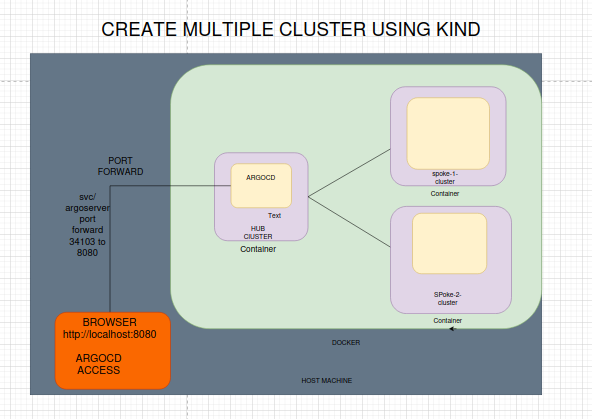 CREATE MULTIPLE CLUSTER USING KIND
PORT
FORWARD
svc/
argoserver
port
forward
34103 to
8080
ARGOCD
Text
HUB
ClUSTER
Container
spoke-1-
cluster
Container
SPoke-2-
cluster
Container
BROWSER
http://localhost:8080
ARGOCD
ACCESS
DOCKER
HOST MACHINE